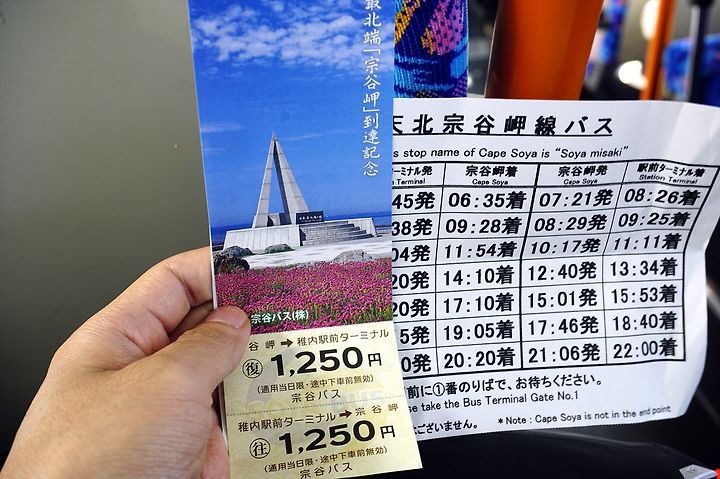 最北端「宗谷岬」到達記念
宗谷バス(株)
谷 岬 ➡ 稚内駅前ターミナル
復 1,250円
(通用当日限・途中下車前無効)
宗谷バス
稚内駅前ターミナル ➡ 宗 谷 岬
往 1,250円
(通用当日限・途中下車前無効)
宗谷バス
天北宗谷岬線バス
s stop name of Cape Soya is “Soya misaki”
ターミナル発 宗谷岬着 宗谷岬発 駅前ターミナル着
Terminal Cape Soya Cape Soya Station Terminal
45発 06:35着 07:21発 08:26着
38発 09:28着 08:29発 09:25着
04発 11:54着 10:17発 11:11着
20発 14:10着 12:40発 13:34着
20発 17:10着 15:01発 15:53着
5発 19:05着 17:46発 18:40着
0発 20:20着 21:06発 22:00着
前に①番のりばで、お待ちください。
se take the Bus Terminal Gate No.1
はございません。
＊Note : Cape Soya is not in the end point